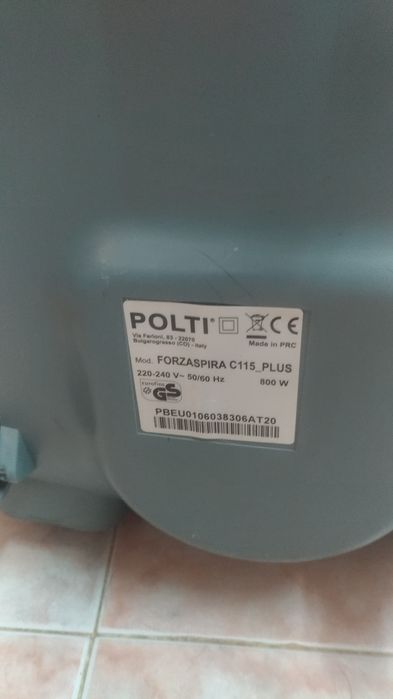 POLTI®
Via Ferloni, 83 - 22070
Bulgarograsso (CO) - Italy
Made in PRC
Mod. FORZASPIRA C115_PLUS
220-240 V~ 50/60 Hz 800 W
eurofins
GS
PBEU0106038306AT20